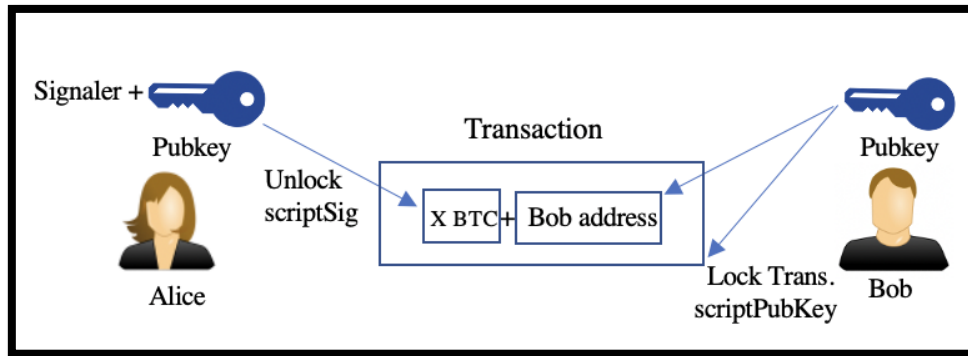 Signaler +
Pubkey
Alice
Unlock
scriptSig
Transaction
X BTC+ Bob address
Lock Trans.
scriptPubKey
Pubkey
Bob